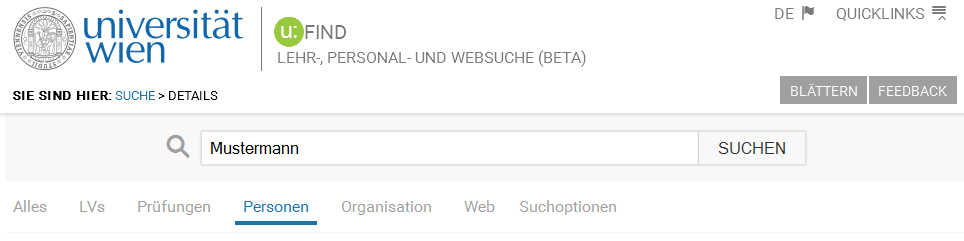 universität
wien
u:FIND
LEHR-, PERSONAL- UND WEBSUCHE (BETA)
DE QUICKLINKS
SIE SIND HIER: SUCHE > DETAILS
BLÄTTERN FEEDBACK
Mustermann SUCHEN
Alles LVs Prüfungen Personen Organisation Web Suchoptionen